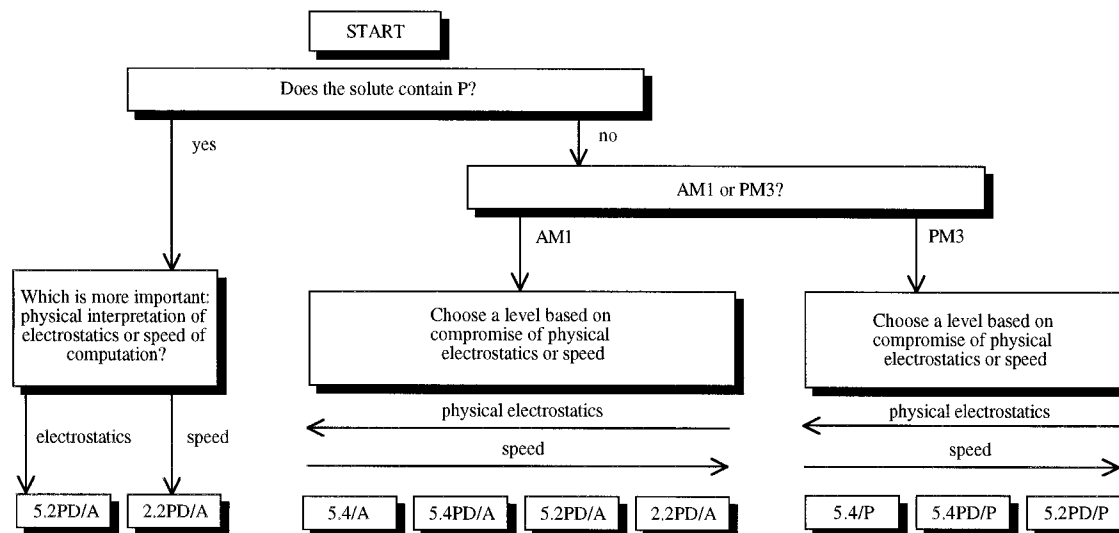 START
Does the solute contain P?
yes
no
AM1 or PM3?
AM1
PM3
Which is more important:
physical interpretation of
electrostatics or speed of
computation?
Choose a level based on
compromise of physical
electrostatics or speed
Choose a level based on
compromise of physical
electrostatics or speed
electrostatics
speed
physical electrostatics
speed
physical electrostatics
speed
5.2PD/A
2.2PD/A
5.4/A
5.4PD/A
5.2PD/A
2.2PD/A
5.4/P
5.4PD/P
5.2PD/P